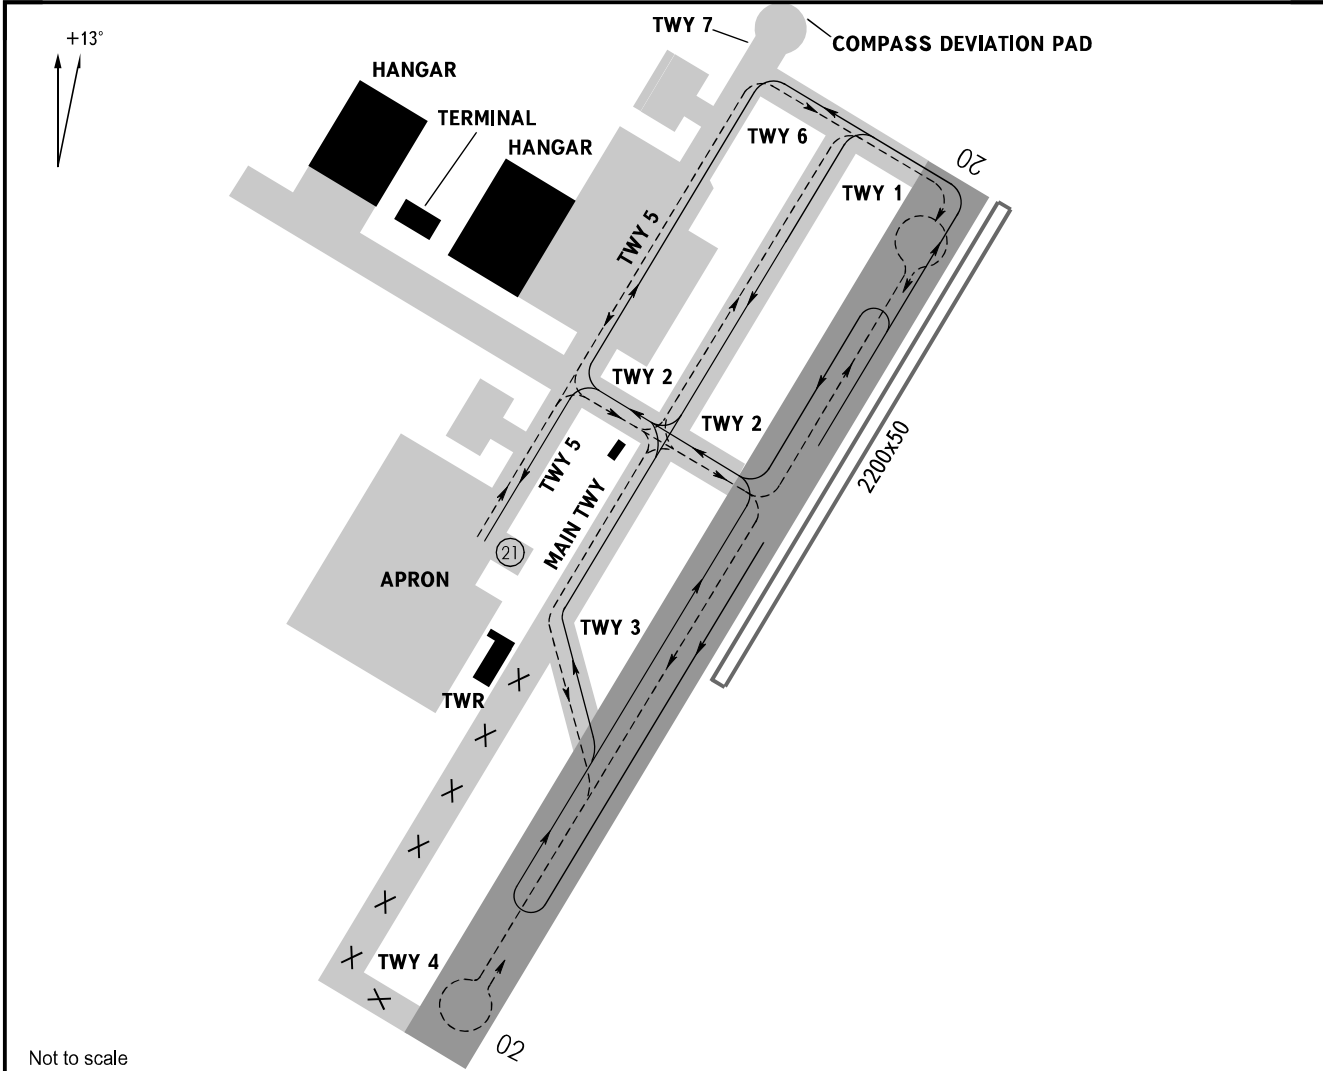 TWY 7
+13°
COMPASS DEVIATION PAD
HANGAR
TERMINAL
HANGAR
TWY 6
20
TWY 1
TWY 5
TWY 2
TWY 2
2200x50
TWY 5
MAIN TWY
21
APRON
TWY 3
TWR
TWY 4
02
Not to scale
X
X
X
X
X
X
X